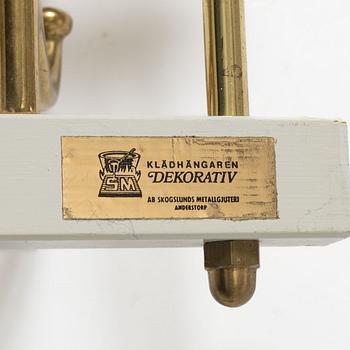 SM
KLÄDHÄNGAREN
DEKORATIV
AB SKOGSLUNDS METALLGJUTERI
ANDERSTORP